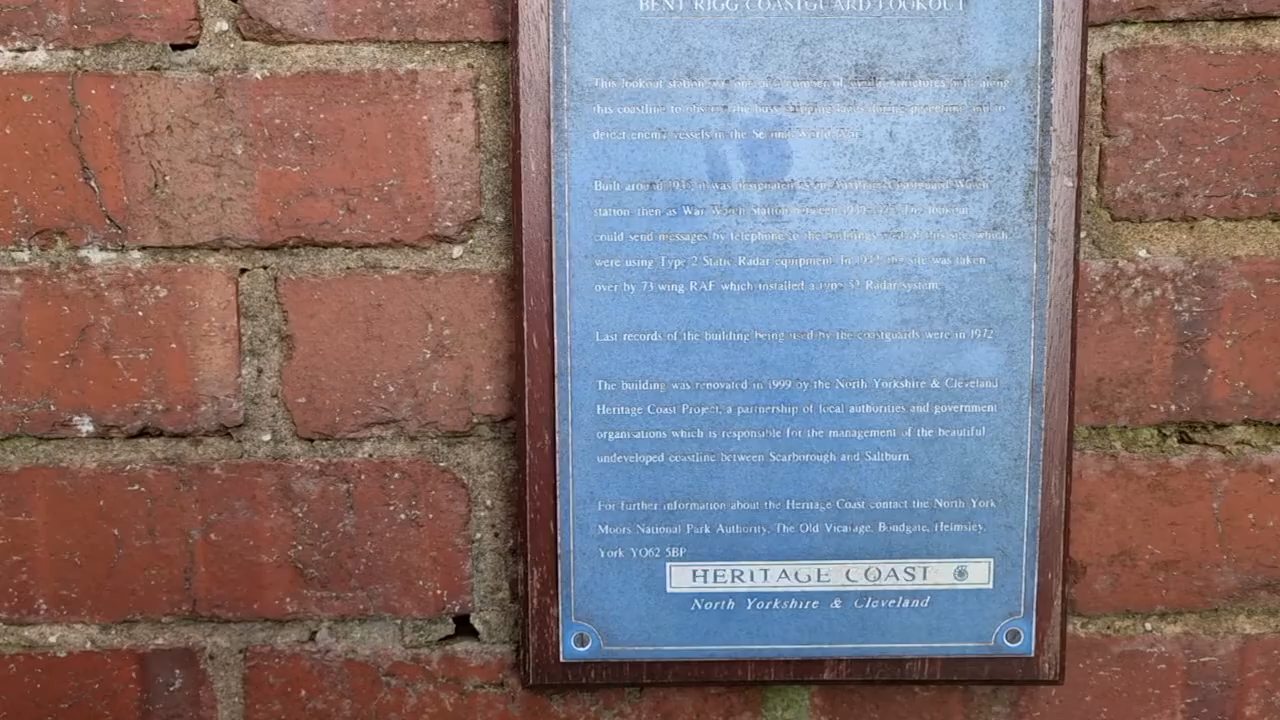 BENT RIGG COASTGUARD LOOKOUT
This lookout station was one of a number of similar structures built along
this coastline to observe the busy shipping lanes during peacetime and to
detect enemy vessels in the Second World War.
Built around it was designated as an Auxiliary Coastguard Watch
station then as War Watch Station between The lookout
could send messages by telephone to the buildings west of this site which
were using Type 2 Static Radar equipment. In the site was taken
over by 73 wing RAF which installed a type 52 Radar system.
Last records of the building being used by the coastguards were in 1972
The building was renovated in 1999 by the North Yorkshire & Cleveland
Heritage Coast Project, a partnership of local authorities and government
organisations which is responsible for the management of the beautiful
undeveloped coastline between Scarborough and Saltburn.
For further information about the Heritage Coast contact the North York
Moors National Park Authority, The Old Vicarage, Bondgate, Helmsley,
York YO62 5BP
HERITAGE COAST
North Yorkshire & Cleveland